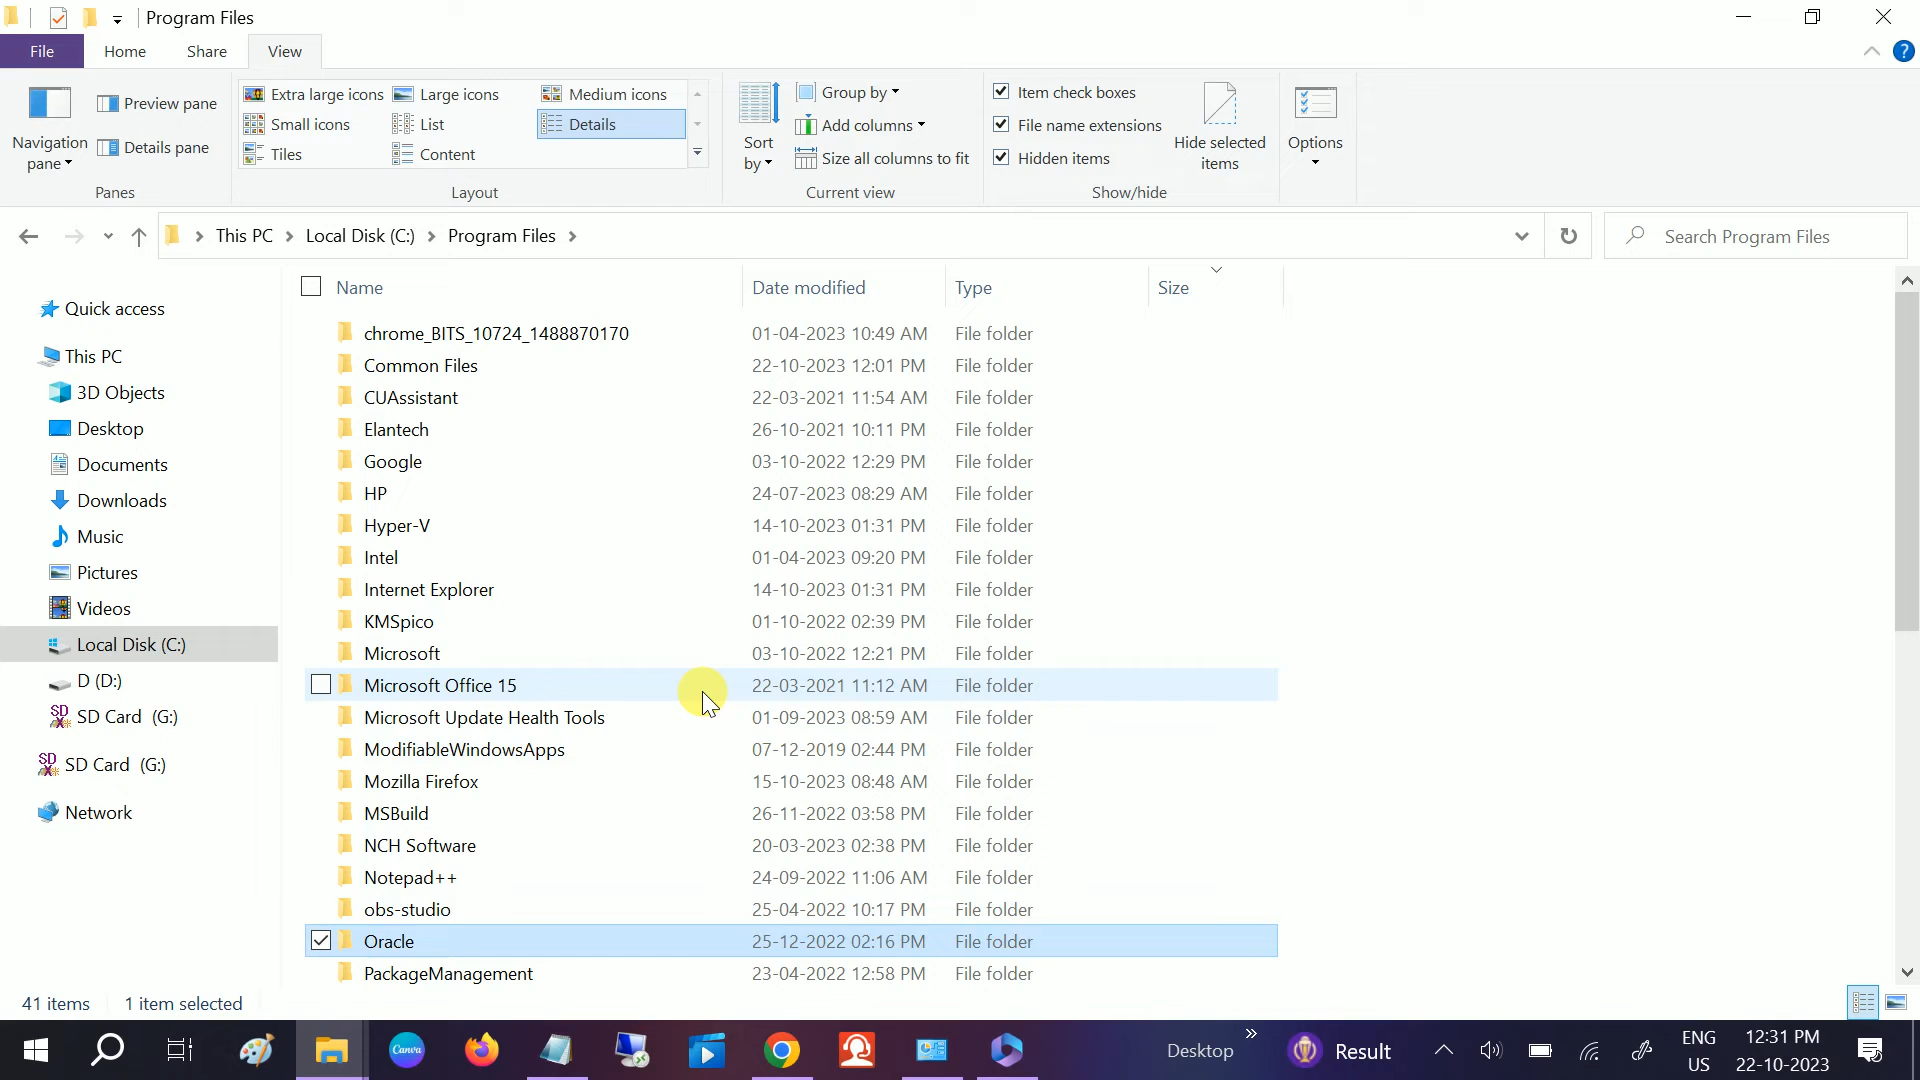 Program Files
File Home Share View
Navigation pane
Preview pane
Details pane
Panes
Extra large icons Large icons Medium icons
Small icons List Details
Tiles Content
Layout
Sort by
Group by
Add columns
Size all columns to fit
Current view
Item check boxes
File name extensions
Hidden items
Hide selected items
Show/hide
Options
This PC Local Disk (C:) Program Files
Search Program Files
Quick access
This PC
3D Objects
Desktop
Documents
Downloads
Music
Pictures
Videos
Local Disk (C:)
D (D:)
SD Card (G:)
SD Card (G:)
Network
Name Date modified Type Size
chrome_BITS_10724_1488870170 01-04-2023 10:49 AM File folder
Common Files 22-10-2023 12:01 PM File folder
CUAssistant 22-03-2021 11:54 AM File folder
Elantech 26-10-2021 10:11 PM File folder
Google 03-10-2022 12:29 PM File folder
HP 24-07-2023 08:29 AM File folder
Hyper-V 14-10-2023 01:31 PM File folder
Intel 01-04-2023 09:20 PM File folder
Internet Explorer 14-10-2023 01:31 PM File folder
KMSpico 01-10-2022 02:39 PM File folder
Microsoft 03-10-2022 12:21 PM File folder
Microsoft Office 15 22-03-2021 11:12 AM File folder
Microsoft Update Health Tools 01-09-2023 08:59 AM File folder
ModifiableWindowsApps 07-12-2019 02:44 PM File folder
Mozilla Firefox 15-10-2023 08:48 AM File folder
MSBuild 26-11-2022 03:58 PM File folder
NCH Software 20-03-2023 02:38 PM File folder
Notepad++ 24-09-2022 11:06 AM File folder
obs-studio 25-04-2022 10:17 PM File folder
Oracle 25-12-2022 02:16 PM File folder
PackageManagement 23-04-2022 12:58 PM File folder
41 items 1 item selected
Canva
Desktop
Result
ENG
US
12:31 PM
22-10-2023